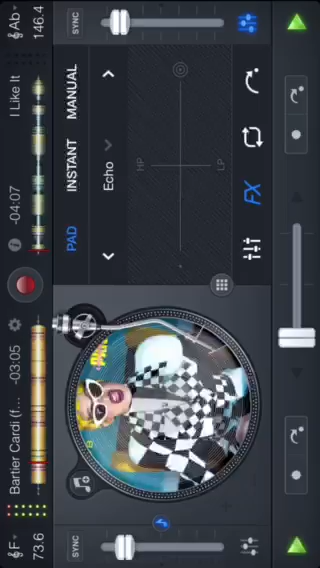 F
Bartier Cardi (f...
-03:05
73.6
-04:07
I Like It
Ab
146.4
SYNC
PAD
INSTANT
MANUAL
Echo
HP
LP
FX
SYNC